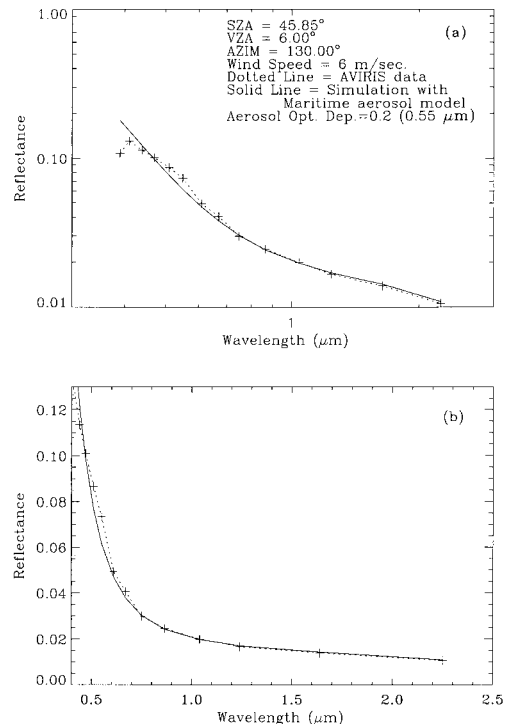 1.00
(a)
SZA = 45.85°
VZA = 6.00°
AZIM = 130.00°
Wind Speed = 6 m/sec.
Dotted Line = AVIRIS data
Solid Line = Simulation with
Maritime aerosol model
Aerosol Opt. Dep.=0.2 (0.55 μm)
Reflectance
0.10
0.01
1
Wavelength (μm)
(b)
0.12
0.10
0.08
Reflectance
0.06
0.04
0.02
0.00
0.5 1.0 1.5 2.0 2.5
Wavelength (μm)